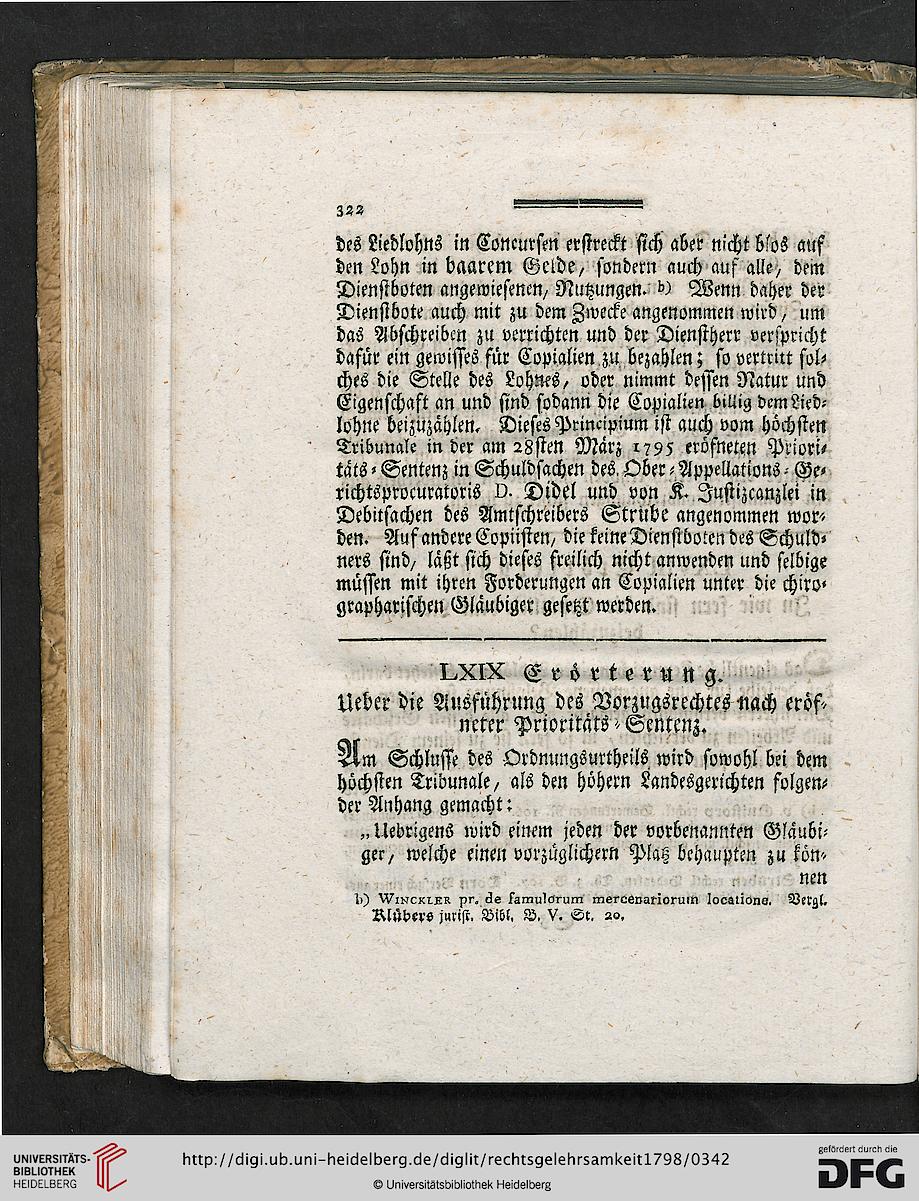 322
des Liedlohns in Concursen erstreckt sich aber nicht blos auf
den Lohn in baarem Gelde, sondern auch auf alle, dem
Dienstboten angewiesenen, Nutzungen. b) Wenn daher der
Dienstbote auch mit zu dem Zwecke angenommen wird, um
das Abschreiben zu verrichten und der Dienstherr verspricht
dafür ein gewisses für Copialien zu bezahlen; so vertritt sol-
ches die Stelle des Lohnes, oder nimmt dessen Natur und
Eigenschaft an und sind sodann die Copialien billig dem Lied-
lohne beizuzählen. Dieses Principium ist auch vom höchsten
Tribunale in der am 28sten März 1795 eröfneten Priori-
täts-Sentenz in Schuldsachen des Ober-Appellations-Ge-
richtsprocuratoris D. Didel und von K. Justizcanzlei in
Debitsachen des Amtschreibers Strube angenommen wor-
den. Auf andere Copiisten, die keine Dienstboten des Schuld-
ners sind, läßt sich dieses freilich nicht anwenden und selbige
müssen mit ihren Forderungen an Copialien unter die chiro-
grapharischen Gläubiger gesetzt werden.
LXIX Erörterung.
Ueber die Ausführung des Vorzugsrechtes nach eröf-
neter Prioritäts-Sentenz.
Am Schlusse des Ordnungsurtheils wird sowohl bei dem
höchsten Tribunale, als den höhern Landesgerichten folgen-
der Anhang gemacht:
„Uebrigens wird einem jeden der vorbenannten Gläubi-
ger, welche einen vorzüglichern Platz behaupten zu kön-
nen
b) WINCKLER pr. de famulorum mercenariorum locatione. Vergl.
Klübers jurist. Bibl. B. V. St. 20.
UNIVERSITÄTS-
BIBLIOTHEK
HEIDELBERG
http://digi.ub.uni-heidelberg.de/diglit/rechtsgelehrsamkeit1798/0342
© Universitätsbibliothek Heidelberg
gefördert durch die
DFG